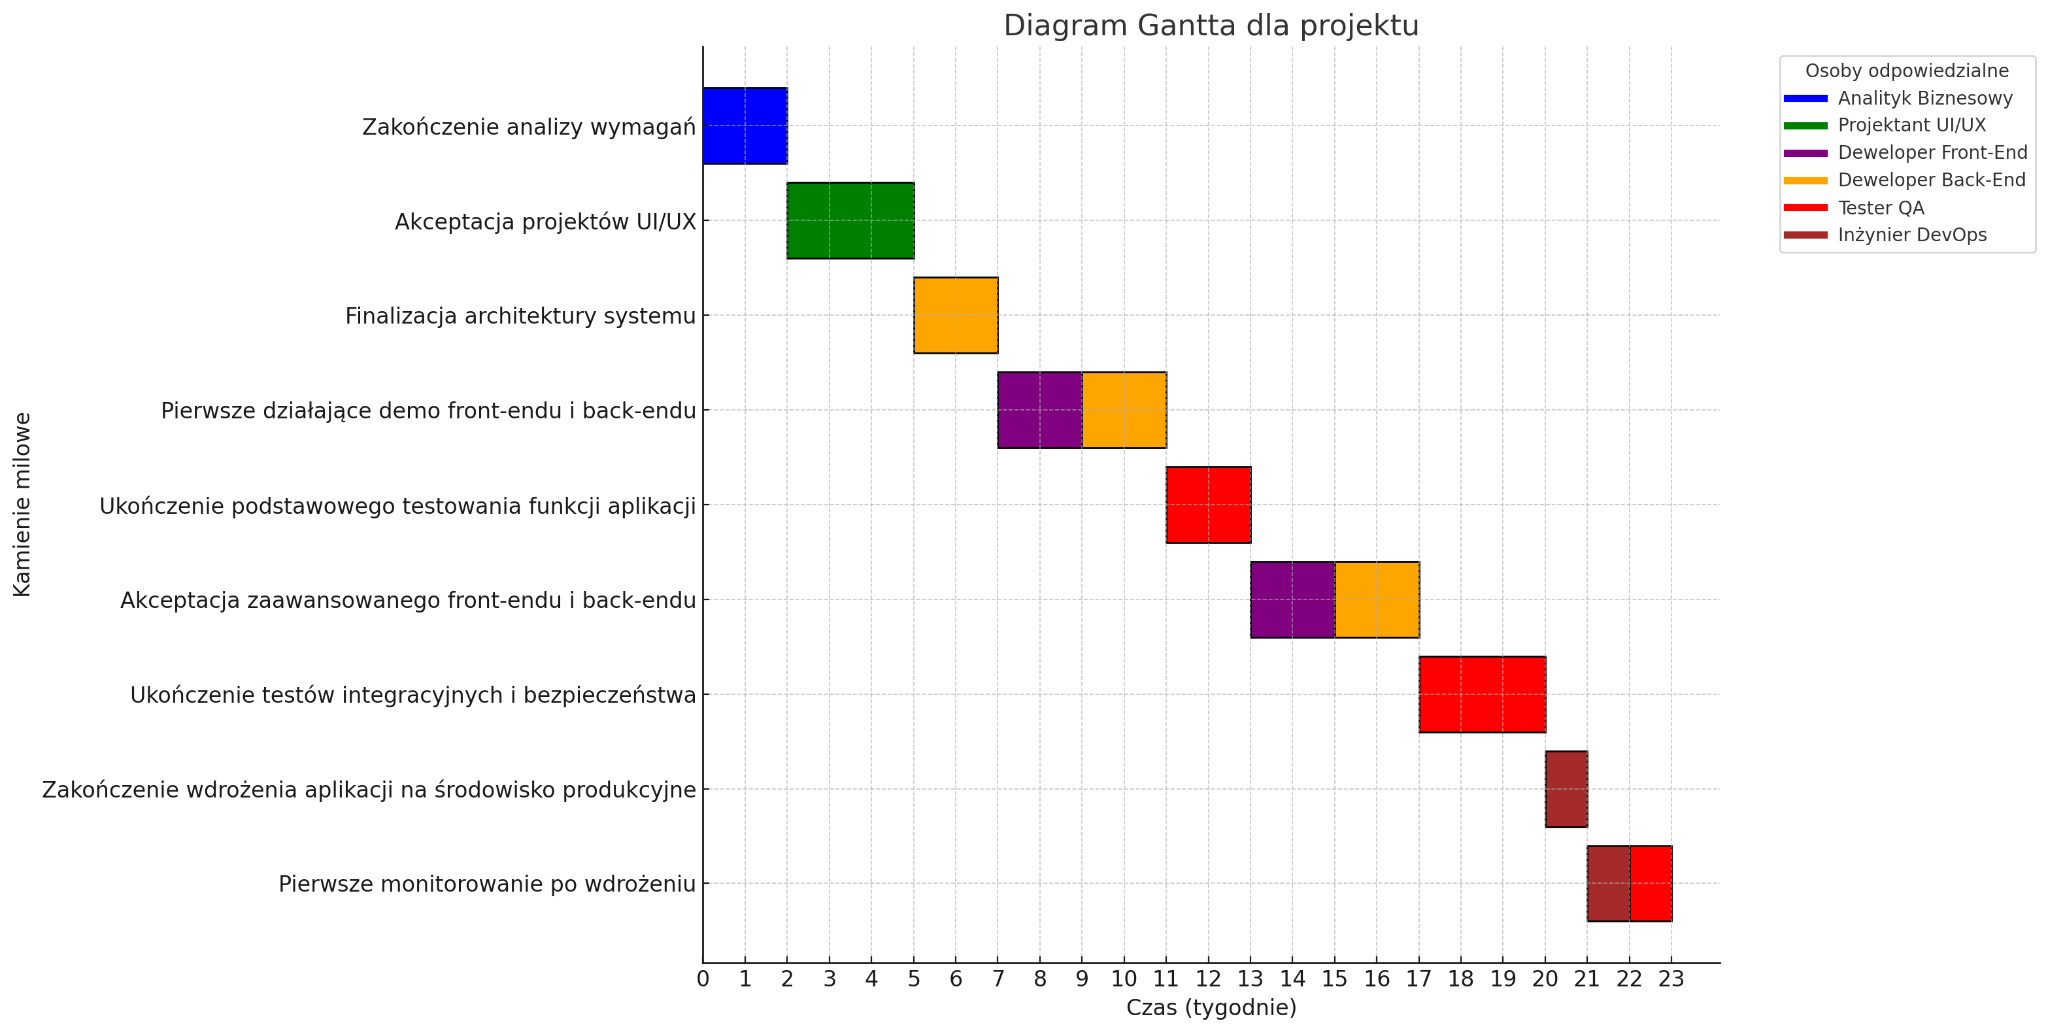 Diagram Gantta dla projektu
Osoby odpowiedzialne
Analityk Biznesowy
Projektant UI/UX
Deweloper Front-End
Deweloper Back-End
Tester QA
Inżynier DevOps
Kamienie milowe
Zakończenie analizy wymagań
Akceptacja projektów UI/UX
Finalizacja architektury systemu
Pierwsze działające demo front-endu i back-endu
Ukończenie podstawowego testowania funkcji aplikacji
Akceptacja zaawansowanego front-endu i back-endu
Ukończenie testów integracyjnych i bezpieczeństwa
Zakończenie wdrożenia aplikacji na środowisko produkcyjne
Pierwsze monitorowanie po wdrożeniu
0 1 2 3 4 5 6 7 8 9 10 11 12 13 14 15 16 17 18 19 20 21 22 23
Czas (tygodnie)